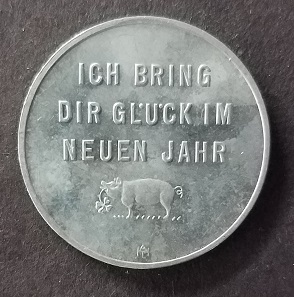 ICH BRING
DIR GLÜCK IM
NEUEN JAHR